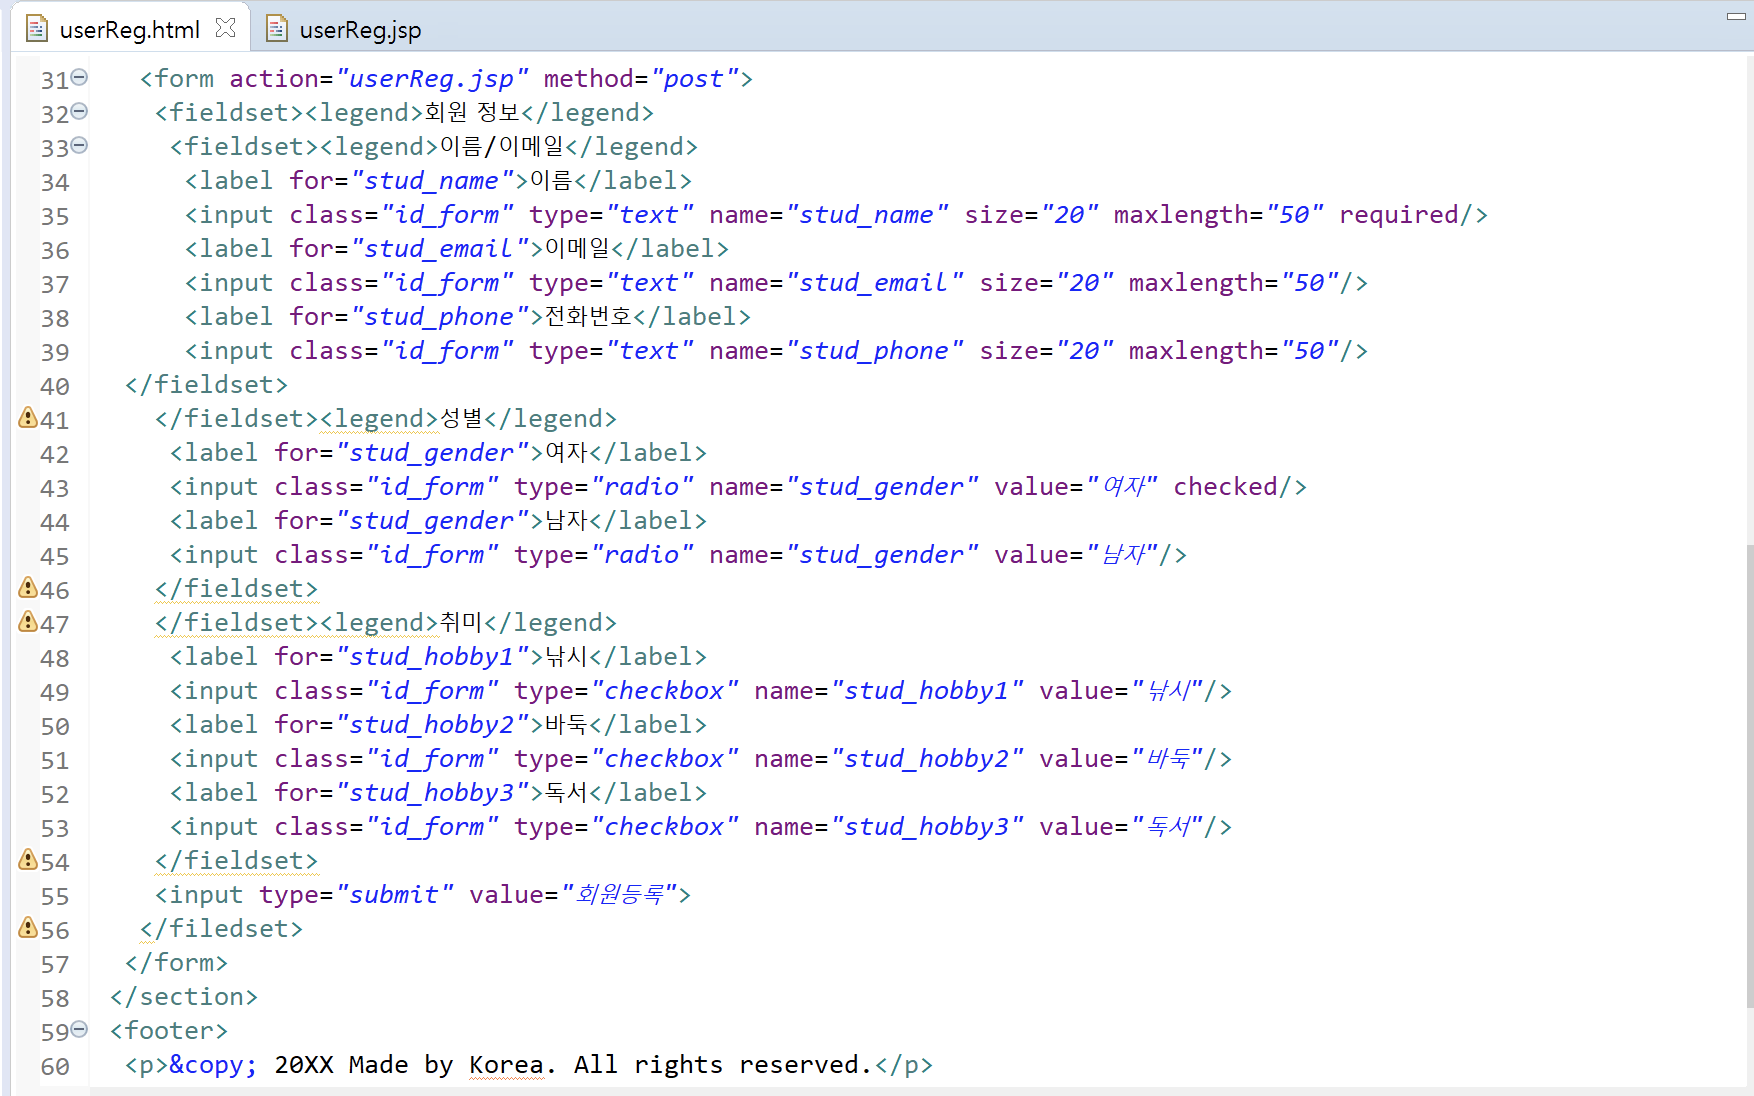 userReg.html userReg.jsp
31 <form action="userReg.jsp" method="post">
32 <fieldset><legend>회원 정보</legend>
33 <fieldset><legend>이름/이메일</legend>
34 <label for="stud_name">이름</label>
35 <input class="id_form" type="text" name="stud_name" size="20" maxlength="50" required/>
36 <label for="stud_email">이메일</label>
37 <input class="id_form" type="text" name="stud_email" size="20" maxlength="50"/>
38 <label for="stud_phone">전화번호</label>
39 <input class="id_form" type="text" name="stud_phone" size="20" maxlength="50"/>
40 </fieldset>
41 </fieldset><legend>성별</legend>
42 <label for="stud_gender">여자</label>
43 <input class="id_form" type="radio" name="stud_gender" value="여자" checked/>
44 <label for="stud_gender">남자</label>
45 <input class="id_form" type="radio" name="stud_gender" value="남자"/>
46 </fieldset>
47 </fieldset><legend>취미</legend>
48 <label for="stud_hobby1">낚시</label>
49 <input class="id_form" type="checkbox" name="stud_hobby1" value="낚시"/>
50 <label for="stud_hobby2">바둑</label>
51 <input class="id_form" type="checkbox" name="stud_hobby2" value="바둑"/>
52 <label for="stud_hobby3">독서</label>
53 <input class="id_form" type="checkbox" name="stud_hobby3" value="독서"/>
54 </fieldset>
55 <input type="submit" value="회원등록">
56 </filedset>
57 </form>
58 </section>
59 <footer>
60 <p>&copy; 20XX Made by Korea. All rights reserved.</p>